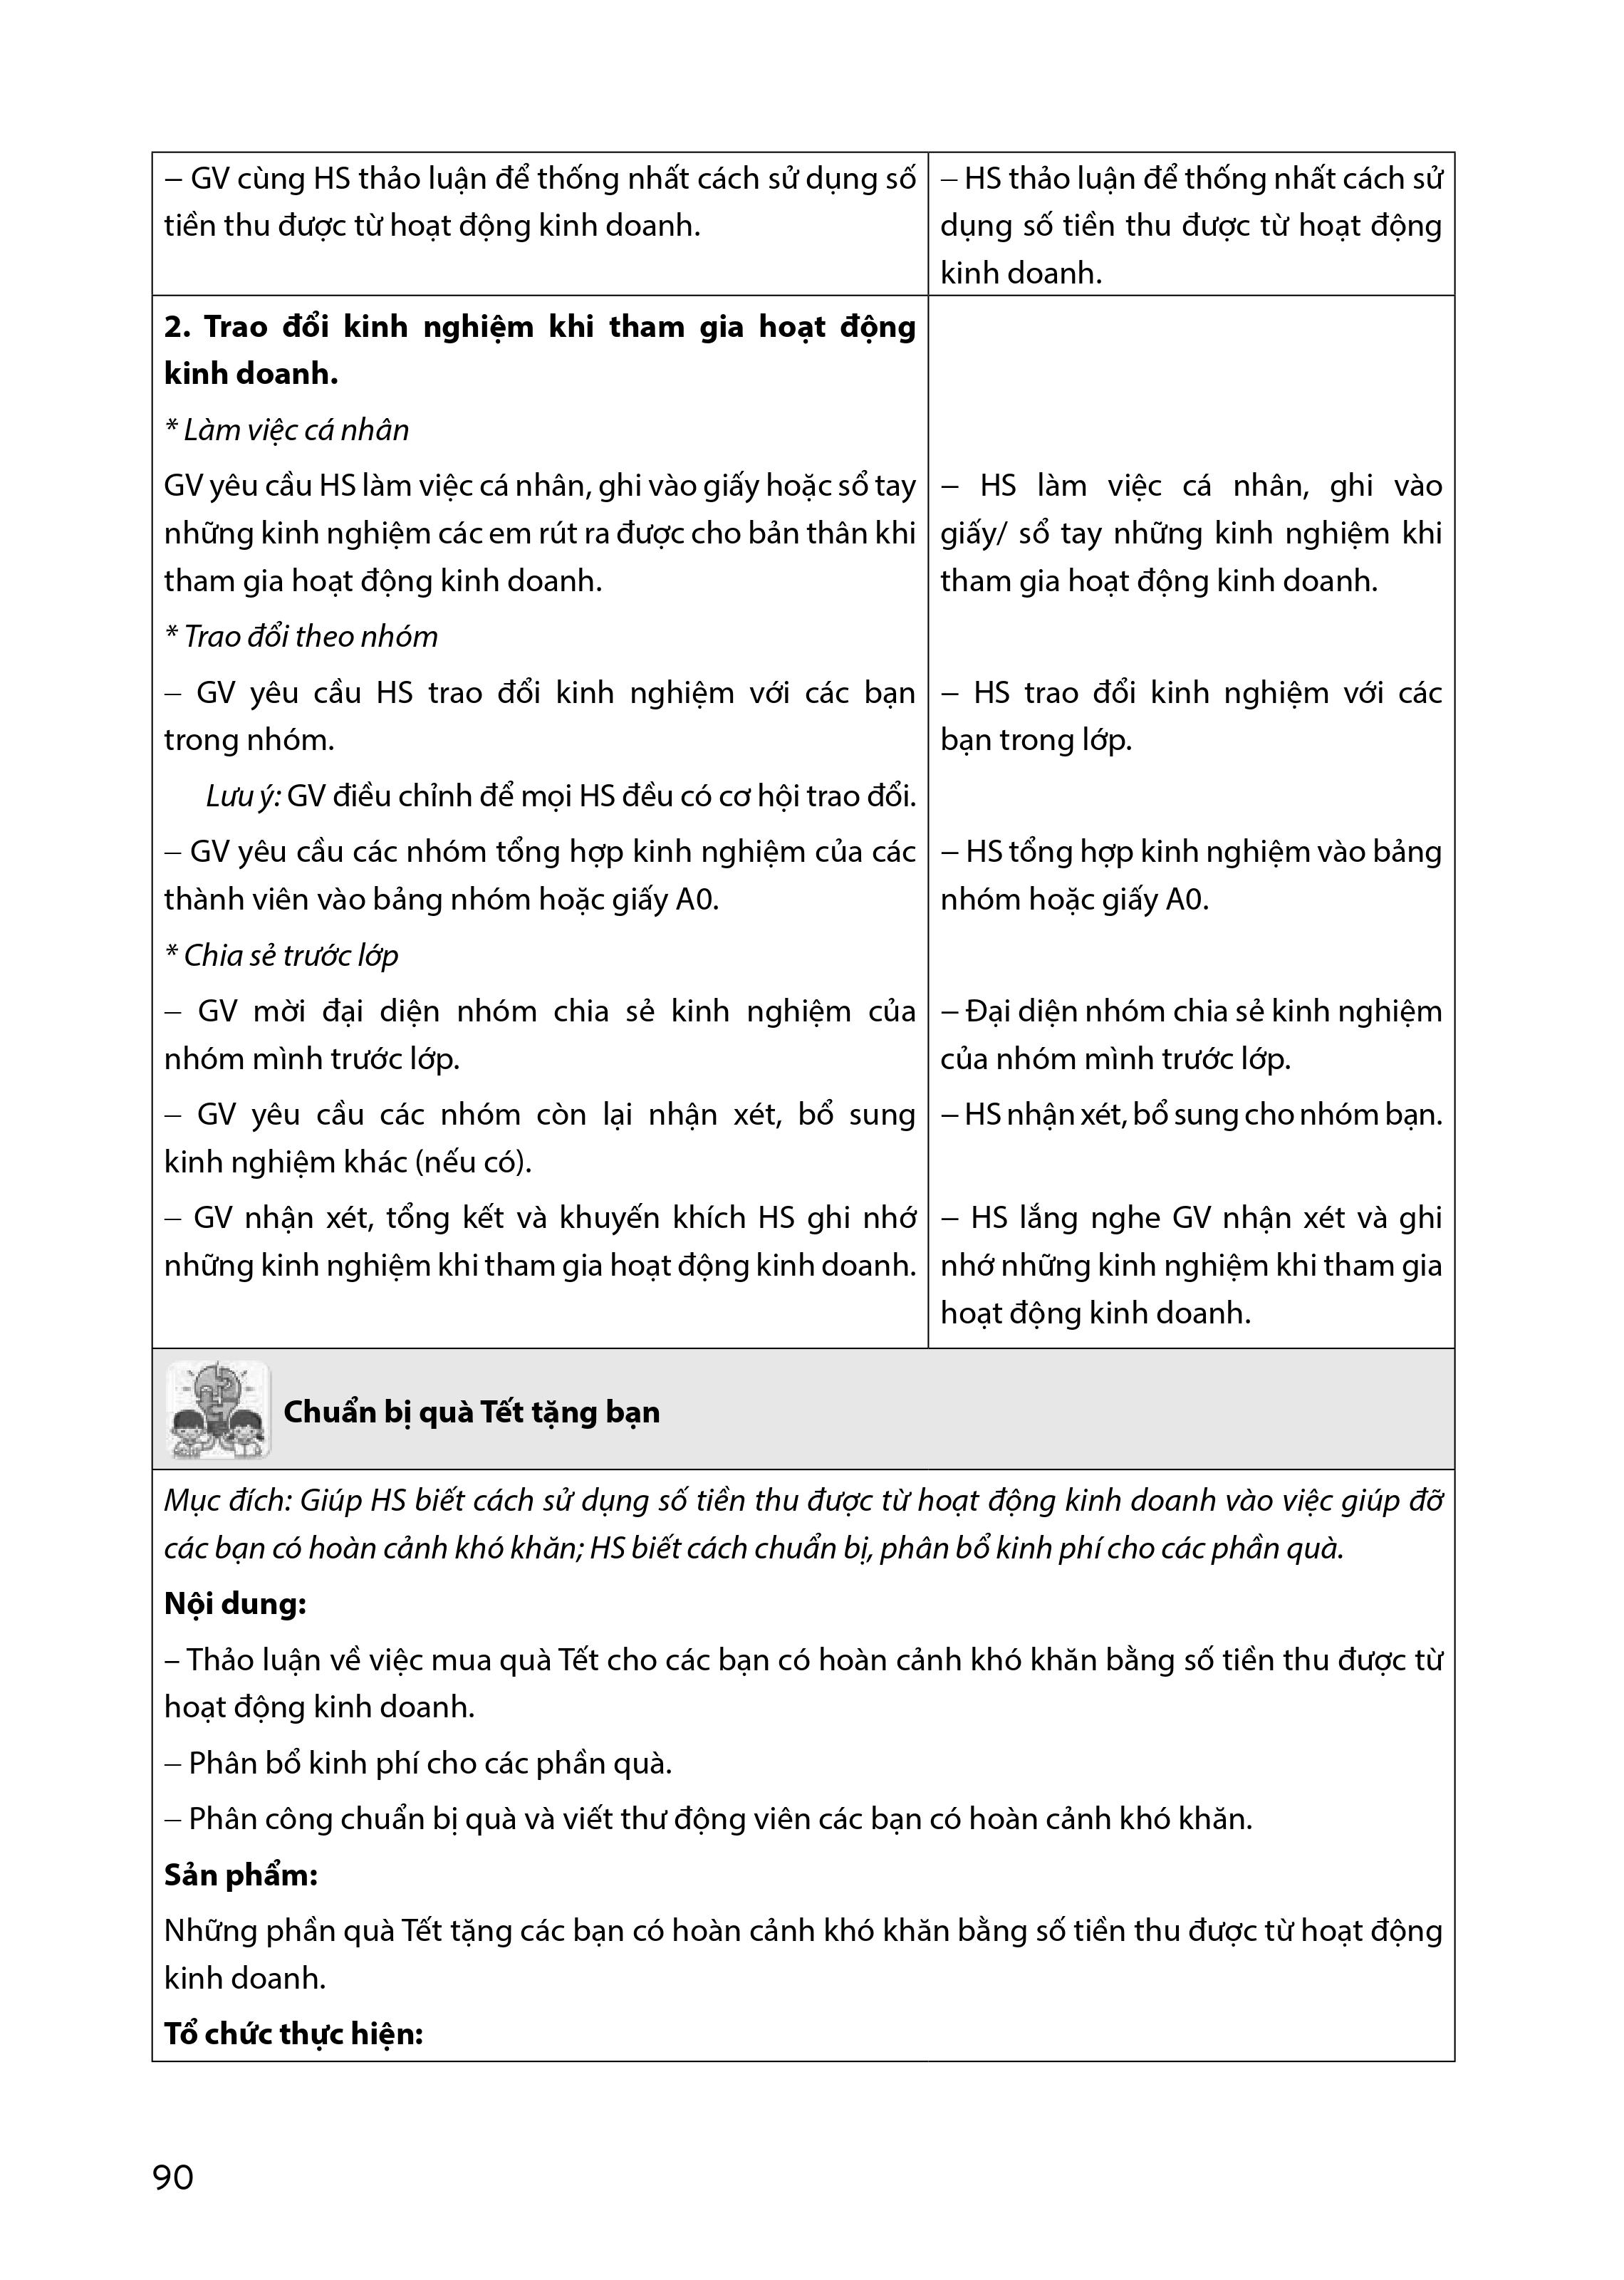 – GV cùng HS thảo luận để thống nhất cách sử dụng số
tiền thu được từ hoạt động kinh doanh.
– HS thảo luận để thống nhất cách sử
dụng số tiền thu được từ hoạt động
kinh doanh.
2. Trao đổi kinh nghiệm khi tham gia hoạt động
kinh doanh.
* Làm việc cá nhân
GV yêu cầu HS làm việc cá nhân, ghi vào giấy hoặc sổ tay
những kinh nghiệm các em rút ra được cho bản thân khi
tham gia hoạt động kinh doanh.
– HS làm việc cá nhân, ghi vào
giấy/ sổ tay những kinh nghiệm khi
tham gia hoạt động kinh doanh.
* Trao đổi theo nhóm
– GV yêu cầu HS trao đổi kinh nghiệm với các bạn
trong nhóm.
– HS trao đổi kinh nghiệm với các
bạn trong lớp.
Lưu ý: GV điều chỉnh để mọi HS đều có cơ hội trao đổi.
– GV yêu cầu các nhóm tổng hợp kinh nghiệm của các
thành viên vào bảng nhóm hoặc giấy A0.
– HS tổng hợp kinh nghiệm vào bảng
nhóm hoặc giấy A0.
* Chia sẻ trước lớp
– GV mời đại diện nhóm chia sẻ kinh nghiệm của
nhóm mình trước lớp.
– Đại diện nhóm chia sẻ kinh nghiệm
của nhóm mình trước lớp.
– GV yêu cầu các nhóm còn lại nhận xét, bổ sung
kinh nghiệm khác (nếu có).
– HS nhận xét, bổ sung cho nhóm bạn.
– GV nhận xét, tổng kết và khuyến khích HS ghi nhớ
những kinh nghiệm khi tham gia hoạt động kinh doanh.
– HS lắng nghe GV nhận xét và ghi
nhớ những kinh nghiệm khi tham gia
hoạt động kinh doanh.
Chuẩn bị quà Tết tặng bạn
Mục đích: Giúp HS biết cách sử dụng số tiền thu được từ hoạt động kinh doanh vào việc giúp đỡ
các bạn có hoàn cảnh khó khăn; HS biết cách chuẩn bị, phân bổ kinh phí cho các phần quà.
Nội dung:
– Thảo luận về việc mua quà Tết cho các bạn có hoàn cảnh khó khăn bằng số tiền thu được từ
hoạt động kinh doanh.
– Phân bổ kinh phí cho các phần quà.
– Phân công chuẩn bị quà và viết thư động viên các bạn có hoàn cảnh khó khăn.
Sản phẩm:
Những phần quà Tết tặng các bạn có hoàn cảnh khó khăn bằng số tiền thu được từ hoạt động
kinh doanh.
Tổ chức thực hiện:
90